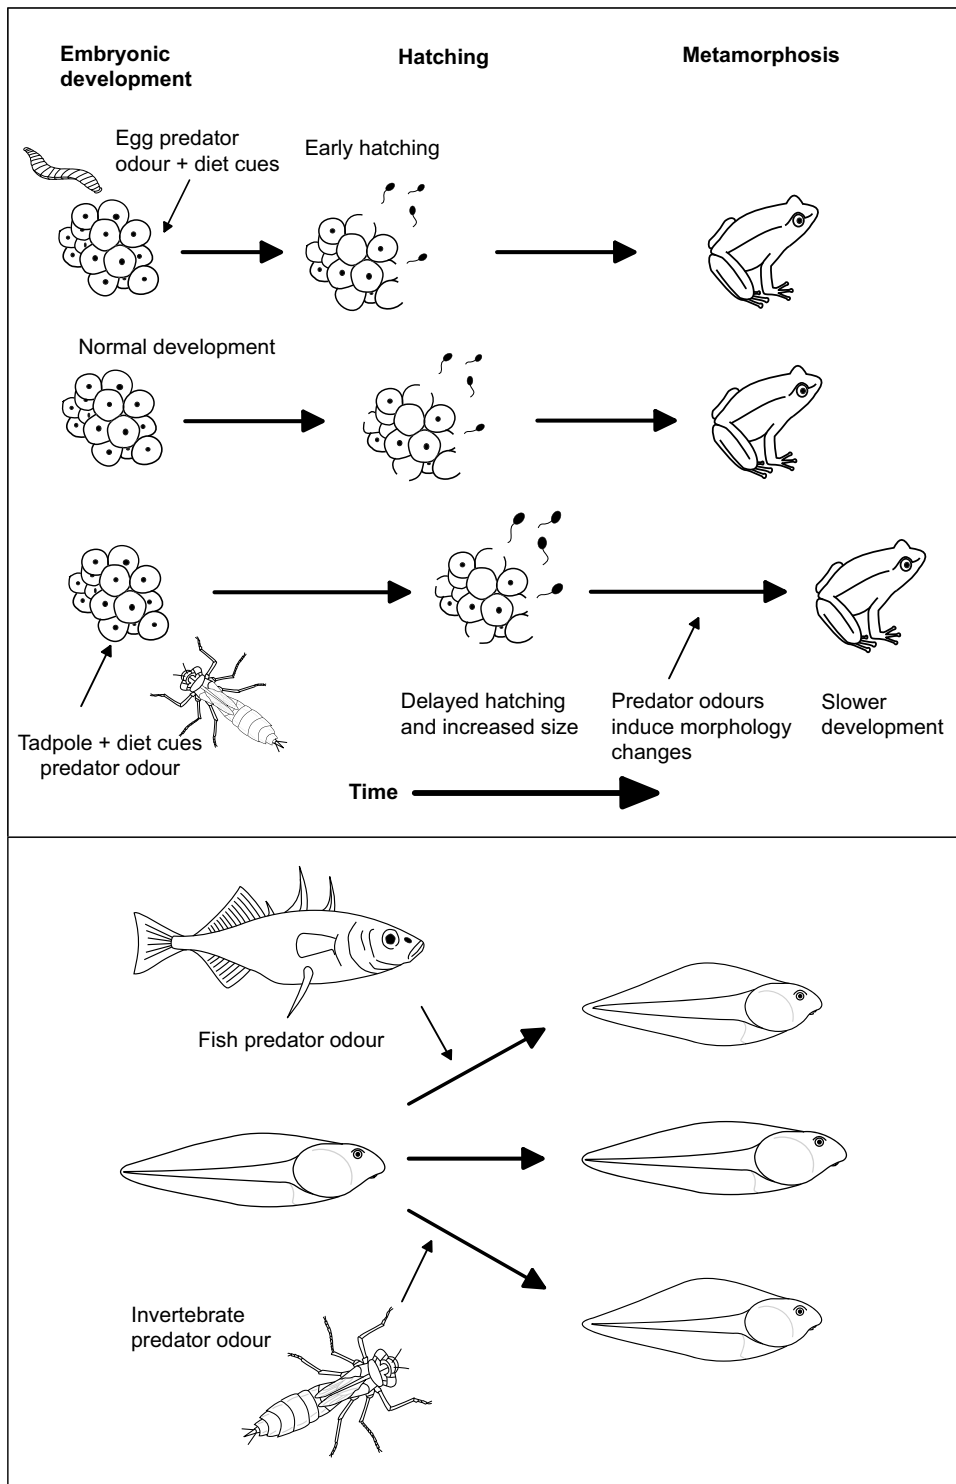 Embryonic
development
Hatching
Metamorphosis
Egg predator
odour + diet cues
Early hatching
Normal development
Tadpole + diet cues
predator odour
Delayed hatching
and increased size
Predator odours
induce morphology
changes
Slower
development
Time
Fish predator odour
Invertebrate
predator odour